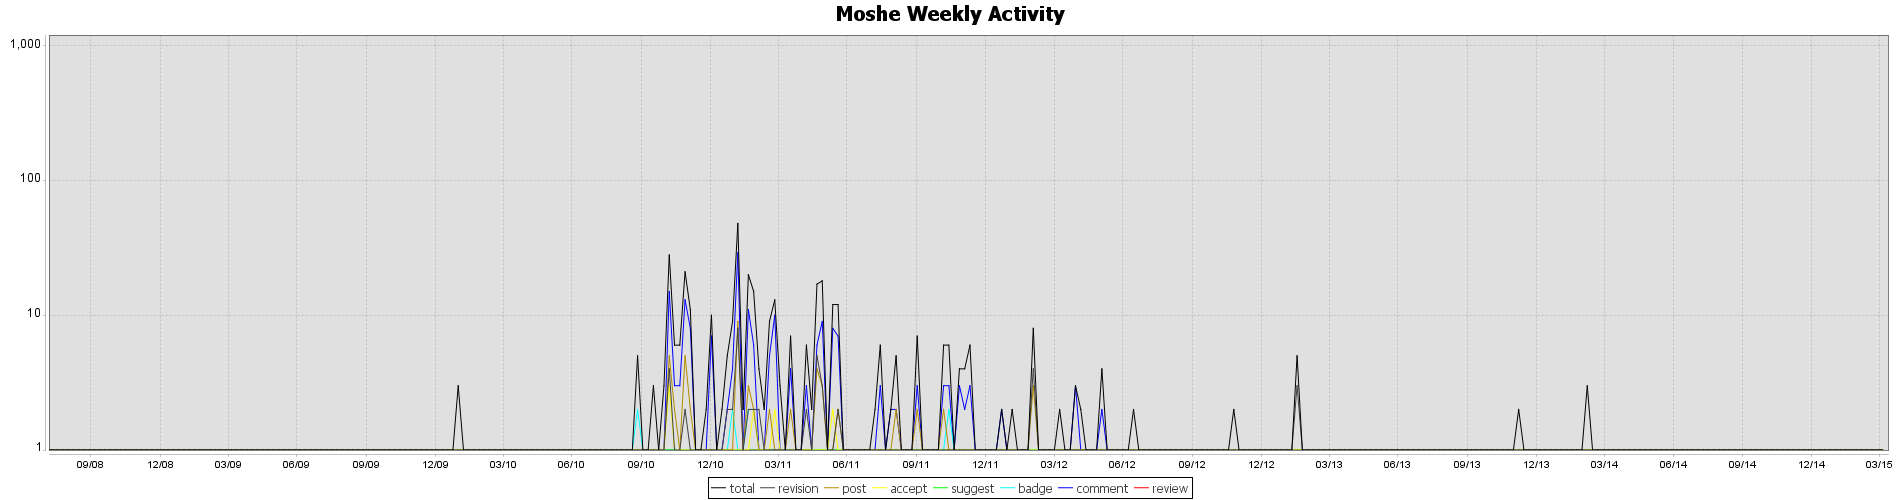 Moshe Weekly Activity
1,000
100
10
1
09/08 12/08 03/09 06/09 09/09 12/09 03/10 06/10 09/10 12/10 03/11 06/11 09/11 12/11 03/12 06/12 09/12 12/12 03/13 06/13 09/13 12/13 03/14 06/14 09/14 12/14 03/15
total revision post accept suggest badge comment review